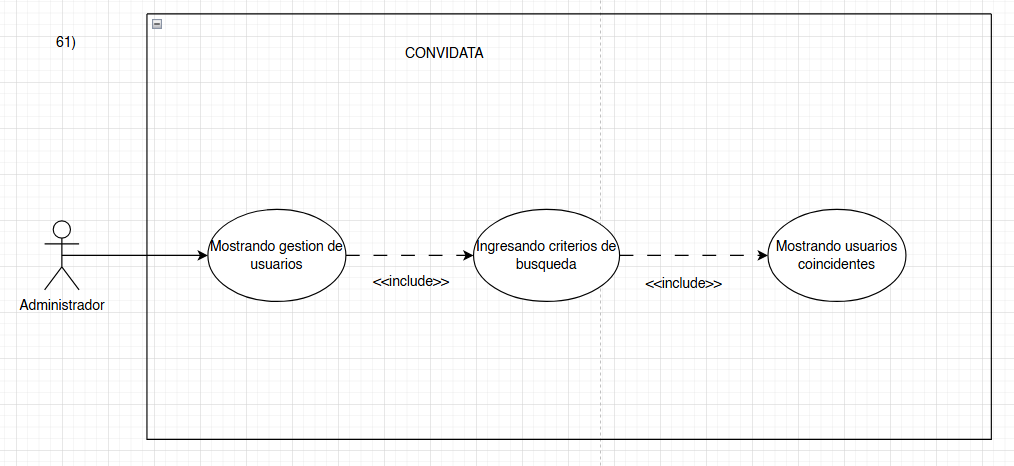 61)
CONVIDATA
Mostrando gestion de
usuarios
<<include>>
Ingresando criterios de
busqueda
<<include>>
Mostrando usuarios
coincidentes
Administrador